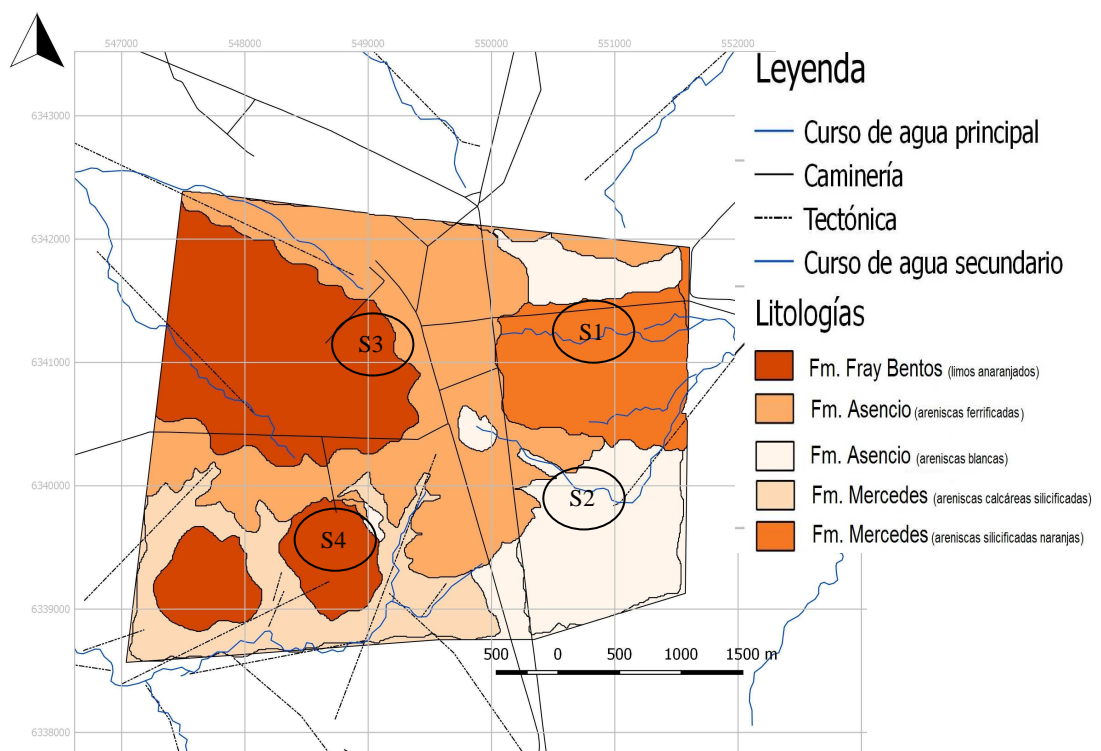 547000 548000 549000 550000 551000 552000
6343000
6342000
6341000
6340000
6339000
6338000
S1
S3
S2
S4
500 0 500 1000 1500 m
Leyenda
Curso de agua principal
Caminería
Tectónica
Curso de agua secundario
Litologías
Fm. Fray Bentos (limos anaranjados)
Fm. Asencio (areniscas ferrificadas)
Fm. Asencio (areniscas blancas)
Fm. Mercedes (areniscas calcáreas silicificadas)
Fm. Mercedes (areniscas silicificadas naranjas)